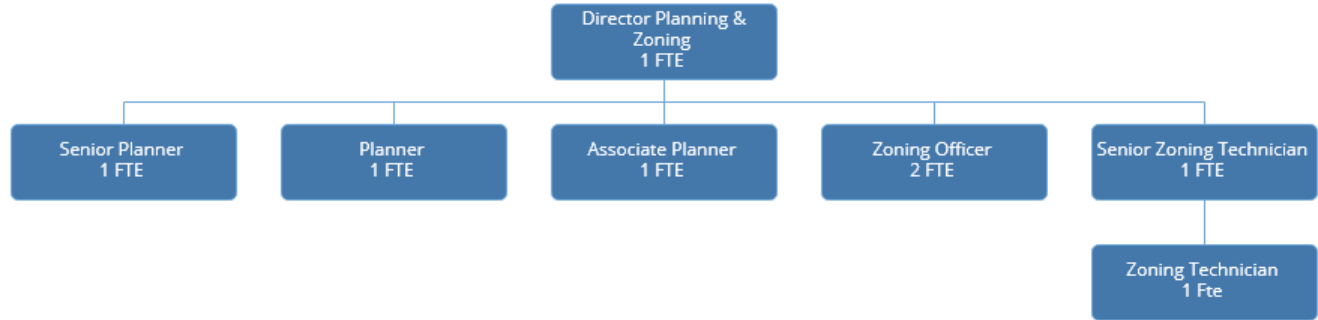 Director Planning &
Zoning
1 FTE
Senior Planner
1 FTE
Planner
1 FTE
Associate Planner
1 FTE
Zoning Officer
2 FTE
Senior Zoning Technician
1 FTE
Zoning Technician
1 Fte